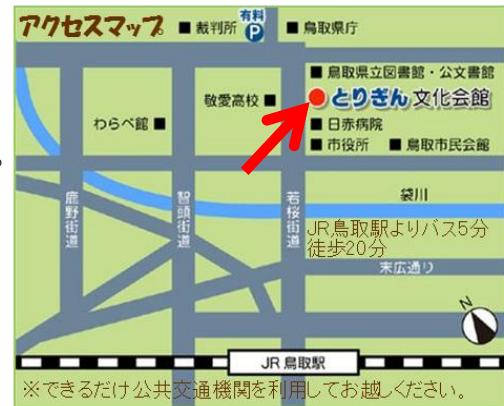 アクセスマップ
■裁判所
有料
P
■鳥取県庁
■鳥取県立図書館・公文書館
敬愛高校■
●とりぎん文化会館
わらべ館■
■日赤病院
■市役所 ■鳥取市民会館
鹿野街道
智頭街道
若桜街道
袋川
JR鳥取駅よりバス5分
徒歩20分
末広通り
N
JR鳥取駅
※できるだけ公共交通機関を利用してお越しください。